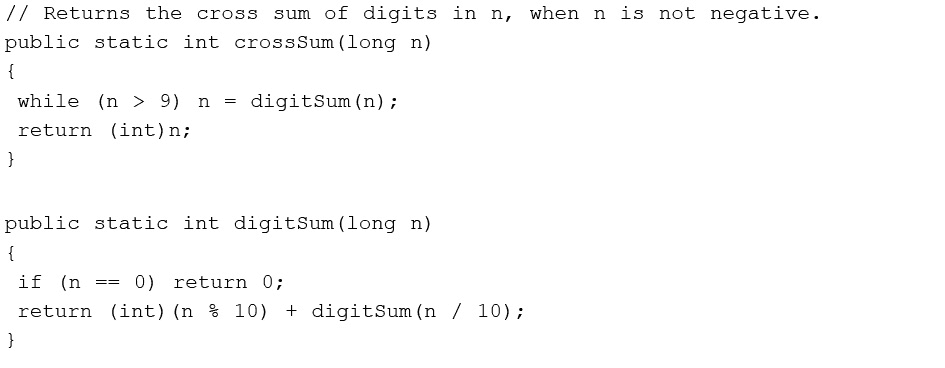 // Returns the cross sum of digits in n, when n is not negative.
public static int crossSum(long n)
{
 while (n > 9) n = digitSum(n);
 return (int)n;
}

public static int digitSum(long n)
{
 if (n == 0) return 0;
 return (int)(n % 10) + digitSum(n / 10);
}